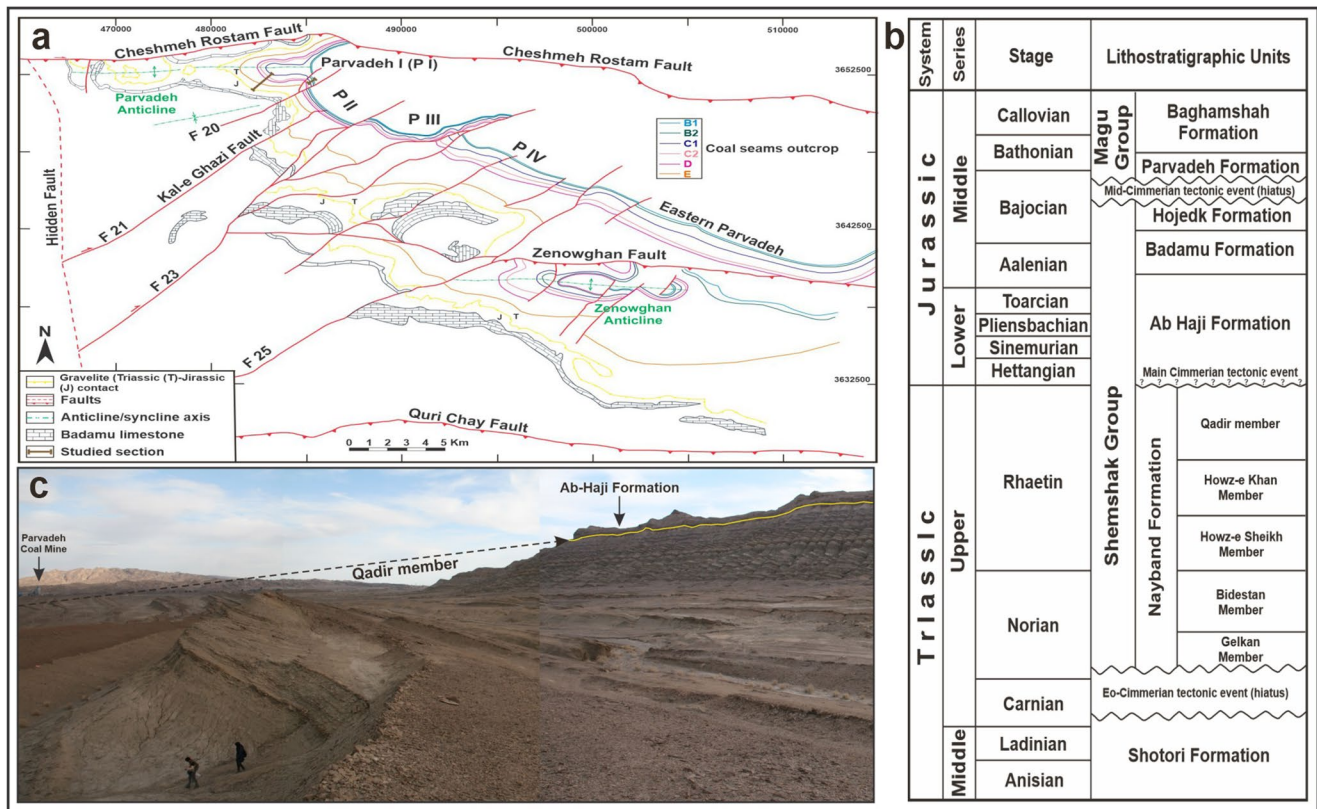 a
470000
480000
490000
500000
510000
Cheshmeh Rostam Fault
Cheshmeh Rostam Fault
3652500
3642500
3632500
Parvadeh I (P I)
T
J
Parvadeh
Anticline
P II
P III
P IV
F 20
Kal-e Ghazi Fault
Hidden Fault
F 21
F 23
F 25
B1
B2
C1
C2
D
E
Coal seams outcrop
J T
Eastern Parvadeh
Zenowghan Fault
Zenowghan
Anticline
J T
N
Quri Chay Fault
0 1 2 3 4 5 Km
Gravelite (Triassic (T)-Jirassic
(J) contact
Faults
Anticline/syncline axis
Badamu limestone
Studied section
b
System
Series
Stage
Lithostratigraphic Units
Jurassic
Middle
Lower
Callovian
Bathonian
Bajocian
Aalenian
Toarcian
Pliensbachian
Sinemurian
Hettangian
Magu
Group
Baghamshah
Formation
Parvadeh Formation
Mid-Cimmerian tectonic event (hiatus)
Hojedk Formation
Badamu Formation
Ab Haji Formation
Main Cimmerian tectonic event
? ? ? ? ? ? ? ? ? ? ?
Triassic
Upper
Middle
Rhaetin
Norian
Carnian
Ladinian
Anisian
Shemshak Group
Nayband Formation
Qadir member
Howz-e Khan
Member
Howz-e Sheikh
Member
Bidestan
Member
Gelkan
Member
Eo-Cimmerian tectonic event (hiatus)
Shotori Formation
c
Parvadeh
Coal Mine
Qadir member
Ab-Haji Formation